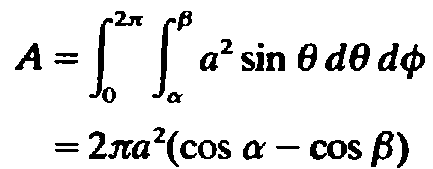 A = ∫₀^{2π} ∫_α^β a² sin θ dθ dϕ
= 2πa²(cos α − cos β)